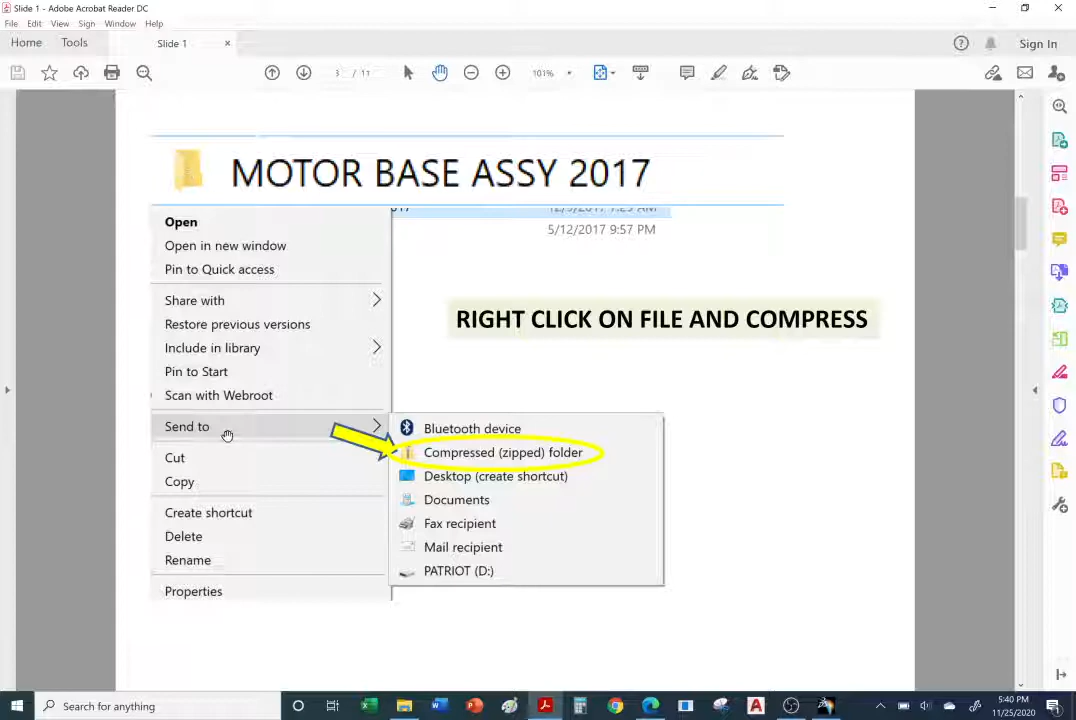 Slide 1 - Adobe Acrobat Reader DC
File Edit View Sign Window Help
Home Tools Slide 1 × Sign In
3 / 11 101%
MOTOR BASE ASSY 2017
5/12/2017 9:57 PM
Open
Open in new window
Pin to Quick access
Share with
Restore previous versions
Include in library
Pin to Start
Scan with Webroot
Send to
Cut
Copy
Create shortcut
Delete
Rename
Properties
RIGHT CLICK ON FILE AND COMPRESS
Bluetooth device
Compressed (zipped) folder
Desktop (create shortcut)
Documents
Fax recipient
Mail recipient
PATRIOT (D:)
Search for anything
5:40 PM
11/25/2020